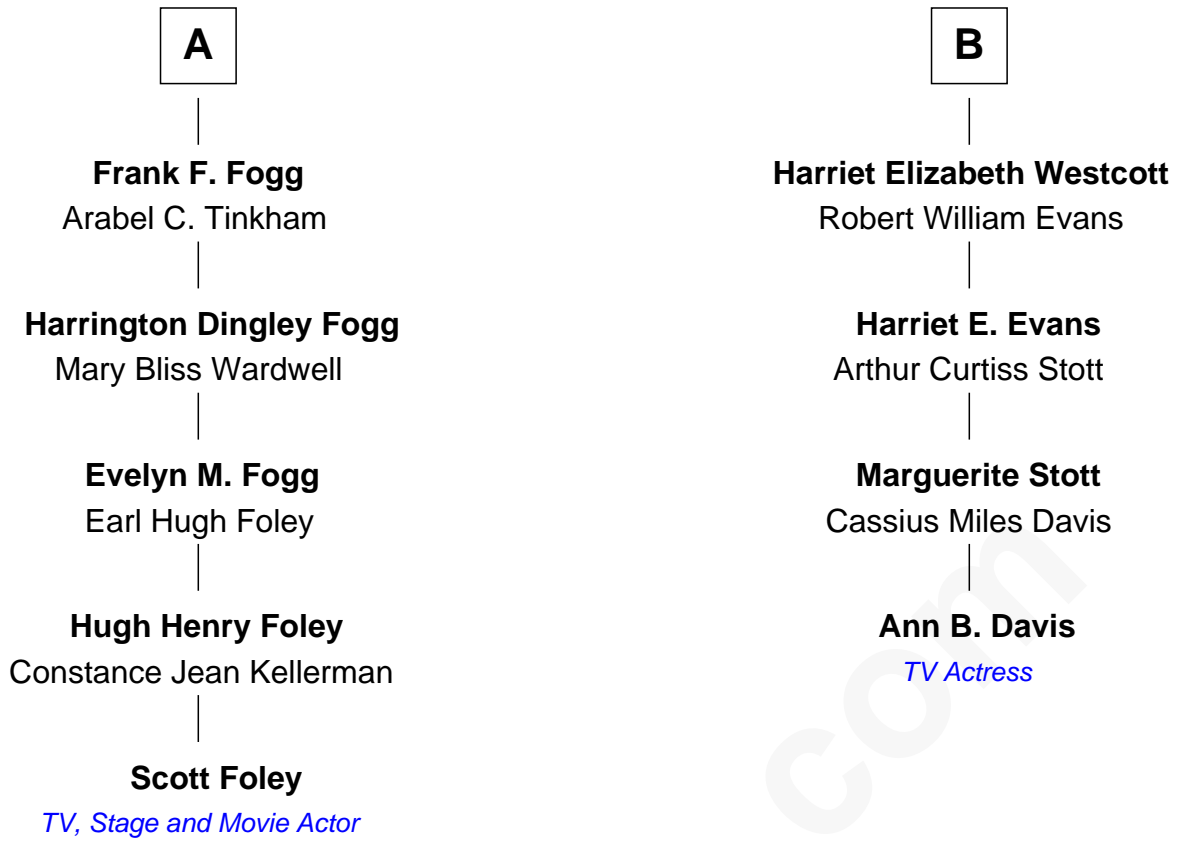 A
Frank F. Fogg
Arabel C. Tinkham
Harrington Dingley Fogg
Mary Bliss Wardwell
Evelyn M. Fogg
Earl Hugh Foley
Hugh Henry Foley
Constance Jean Kellerman
Scott Foley
TV, Stage and Movie Actor
B
Harriet Elizabeth Westcott
Robert William Evans
Harriet E. Evans
Arthur Curtiss Stott
Marguerite Stott
Cassius Miles Davis
Ann B. Davis
TV Actress
com